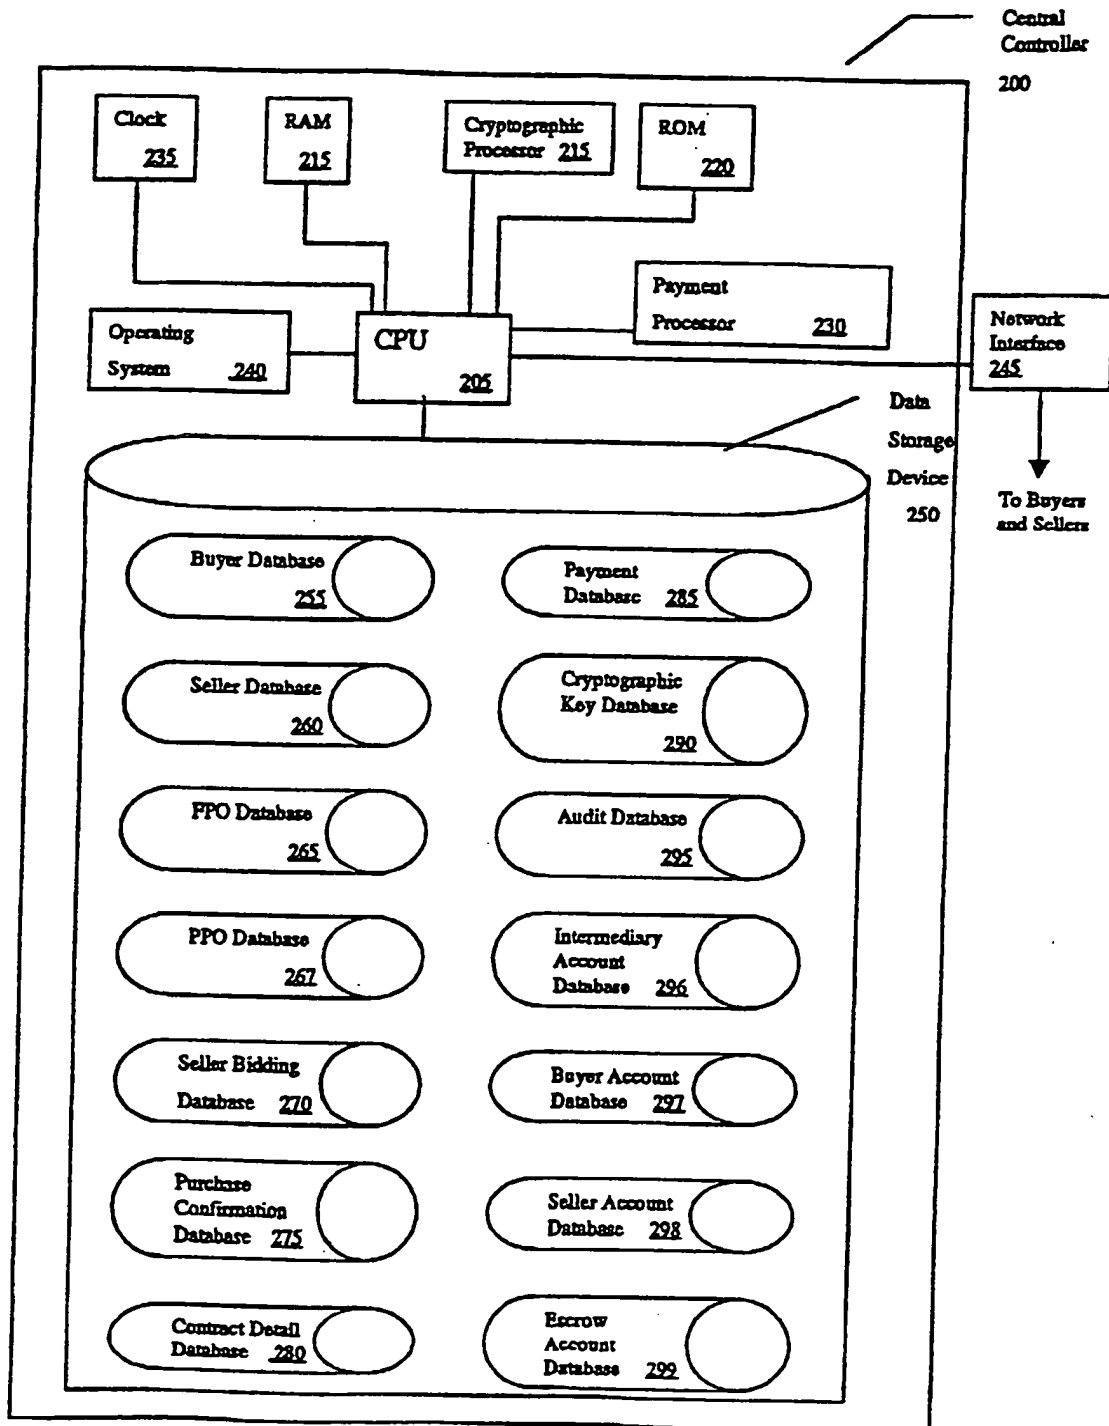 Central
Controller
200
Clock
235
RAM
215
Cryptographic
Processor 215
ROM
220
Payment
Processor 230
Operating
System 240
CPU
205
Network
Interface
245
Data
Storage
Device
250
To Buyers
and Sellers
Buyer Database
255
Payment
Database 285
Seller Database
260
Cryptographic
Key Database
290
FPO Database
265
Audit Database
295
PPO Database
267
Intermediary
Account
Database 296
Seller Bidding
Database 270
Buyer Account
Database 297
Purchase
Confirmation
Database 275
Seller Account
Database 298
Contract Detail
Database 280
Escrow
Account
Database 299